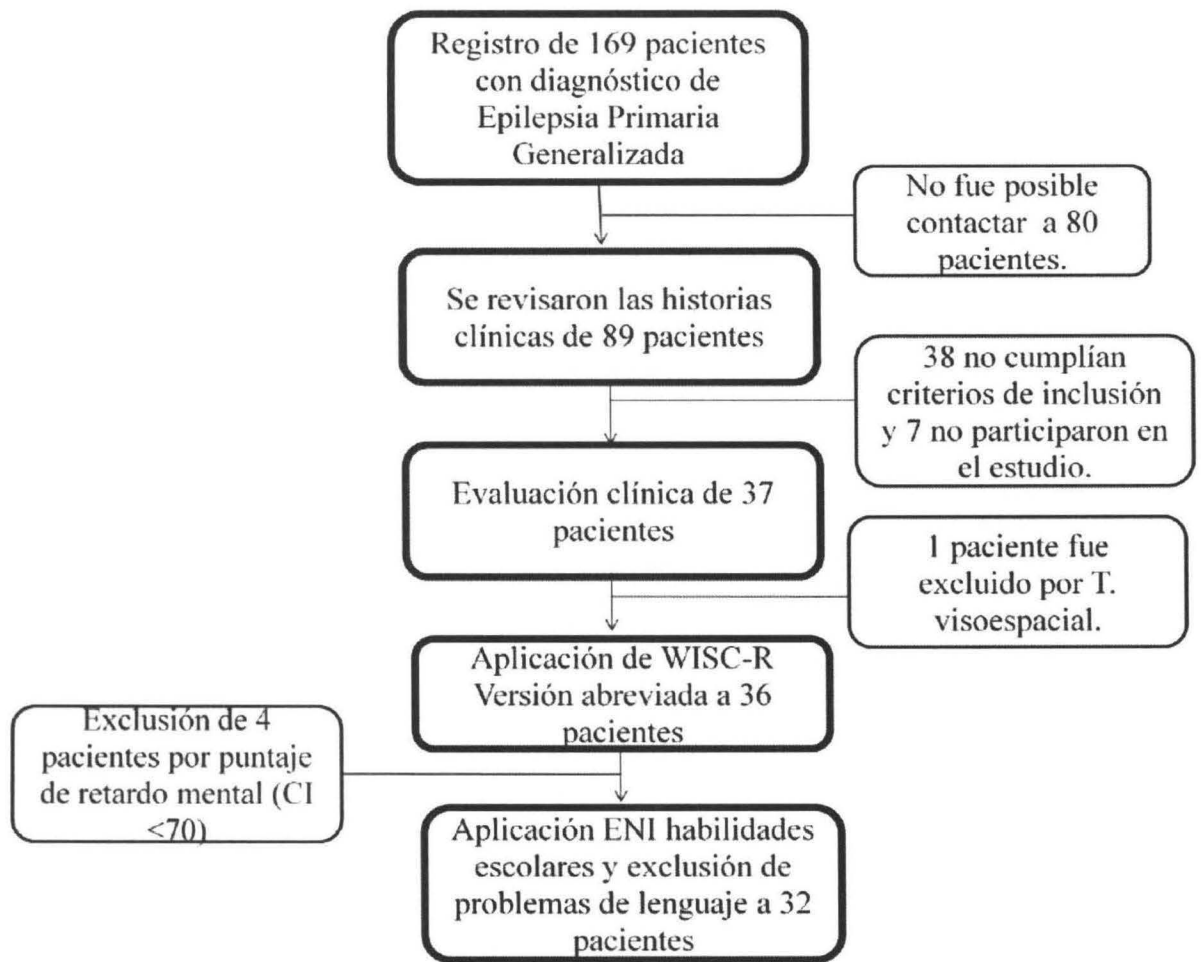 Registro de 169 pacientes
con diagnóstico de
Epilepsia Primaria
Generalizada
No fue posible
contactar a 80
pacientes.
Se revisaron las historias
clínicas de 89 pacientes
38 no cumplían
criterios de inclusión
y 7 no participaron en
el estudio.
Evaluación clínica de 37
pacientes
1 paciente fue
excluido por T.
visoespacial.
Aplicación de WISC-R
Versión abreviada a 36
pacientes
Exclusión de 4
pacientes por puntaje
de retardo mental (CI
<70)
Aplicación ENI habilidades
escolares y exclusión de
problemas de lenguaje a 32
pacientes